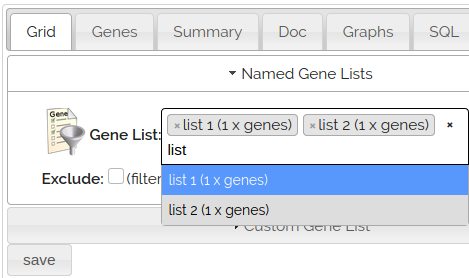 Grid Genes Summary Doc Graphs SQL
Named Gene Lists
Gene
Gene List: × list 1 (1 x genes) × list 2 (1 x genes) ×
list
Exclude: (filter
list 1 (1 x genes)
list 2 (1 x genes)
Custom Gene List
save